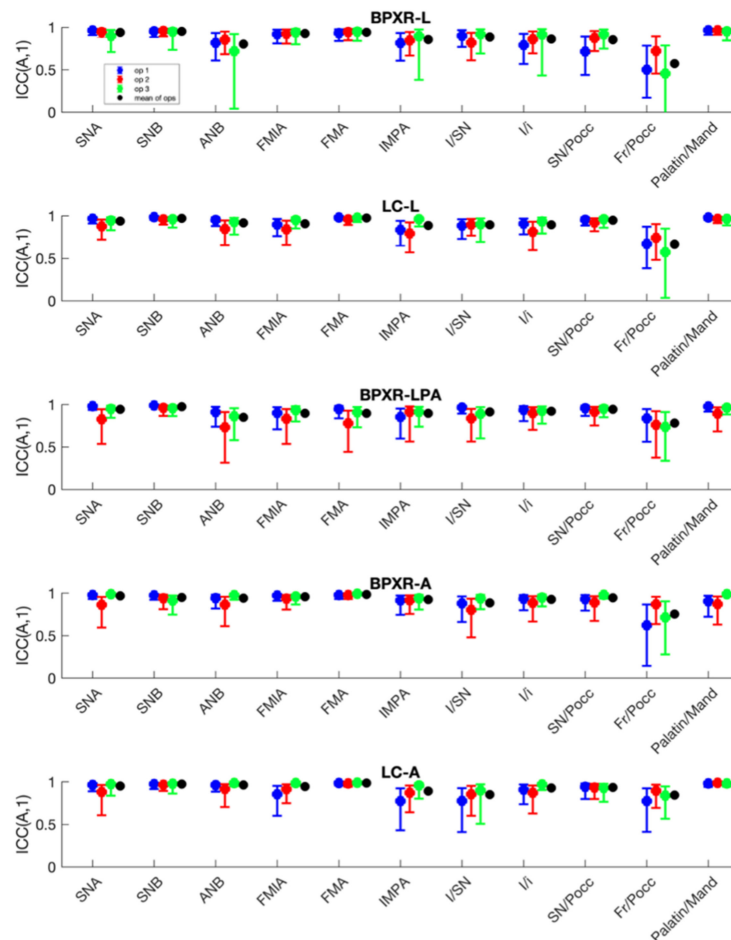 BPXR-L
ICC(A,1)
1
0.5
0
op 1
op 2
op 3
mean of ops
SNA SNB ANB FMIA FMA IMPA I/SN I/i SN/Pocc Fr/Pocc Palatin/Mand
LC-L
ICC(A,1)
1
0.5
0
SNA SNB ANB FMIA FMA IMPA I/SN I/i SN/Pocc Fr/Pocc Palatin/Mand
BPXR-LPA
ICC(A,1)
1
0.5
0
SNA SNB ANB FMIA FMA IMPA I/SN I/i SN/Pocc Fr/Pocc Palatin/Mand
BPXR-A
ICC(A,1)
1
0.5
0
SNA SNB ANB FMIA FMA IMPA I/SN I/i SN/Pocc Fr/Pocc Palatin/Mand
LC-A
ICC(A,1)
1
0.5
0
SNA SNB ANB FMIA FMA IMPA I/SN I/i SN/Pocc Fr/Pocc Palatin/Mand